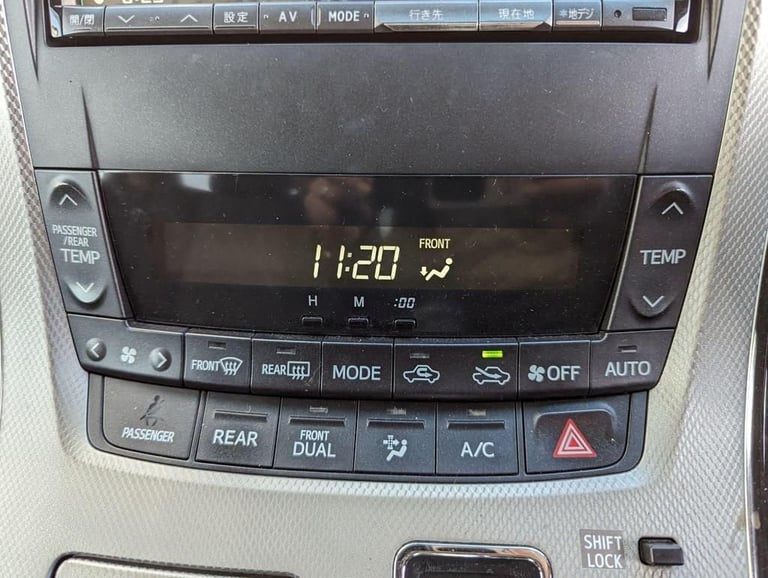 開/閉 設定 AV MODE 行き先 現在地 *地デジ
PASSENGER
/REAR
TEMP
11:20
FRONT
H M :00
TEMP
FRONT REAR MODE OFF AUTO
PASSENGER
REAR
FRONT
DUAL
A/C
SHIFT
LOCK